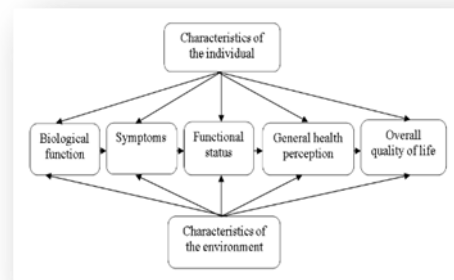 Characteristics of
the individual
Biological
function
Symptoms
Functional
status
General health
perception
Overall
quality of life
Characteristics of
the environment